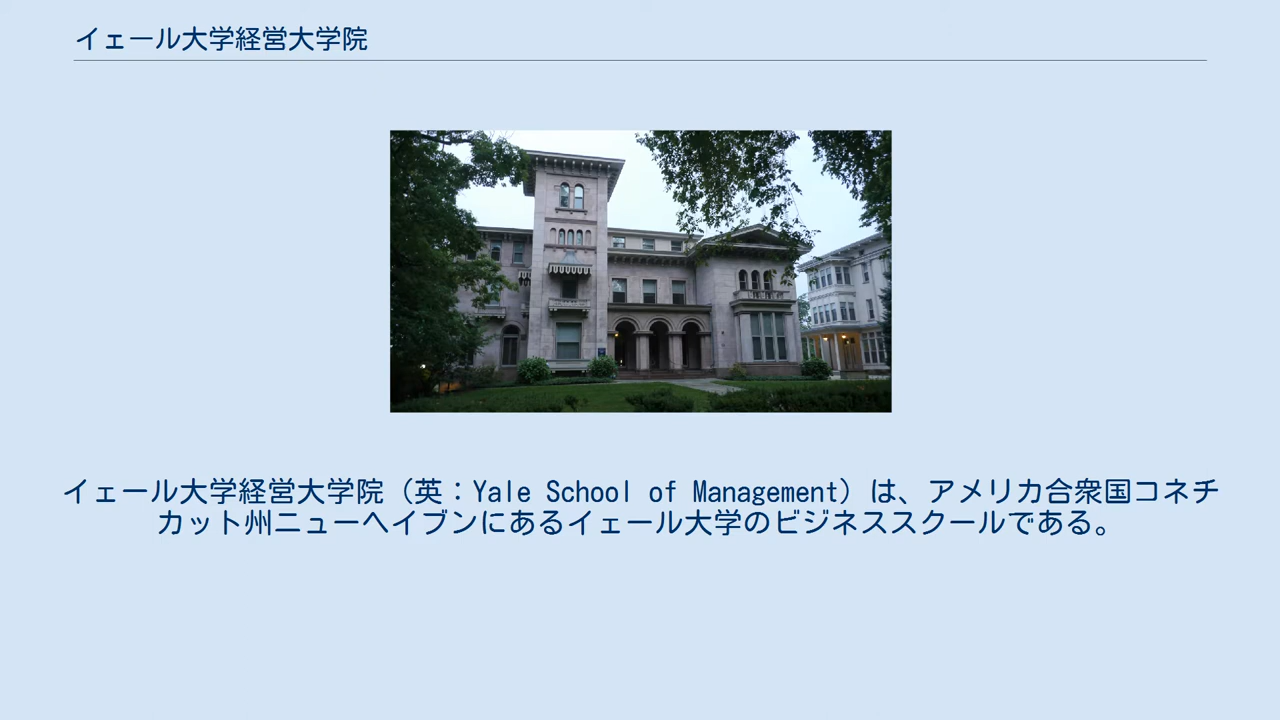 イェール大学経営大学院
イェール大学経営大学院（英：Yale School of Management）は、アメリカ合衆国コネチ
カット州ニューヘイブンにあるイェール大学のビジネススクールである。